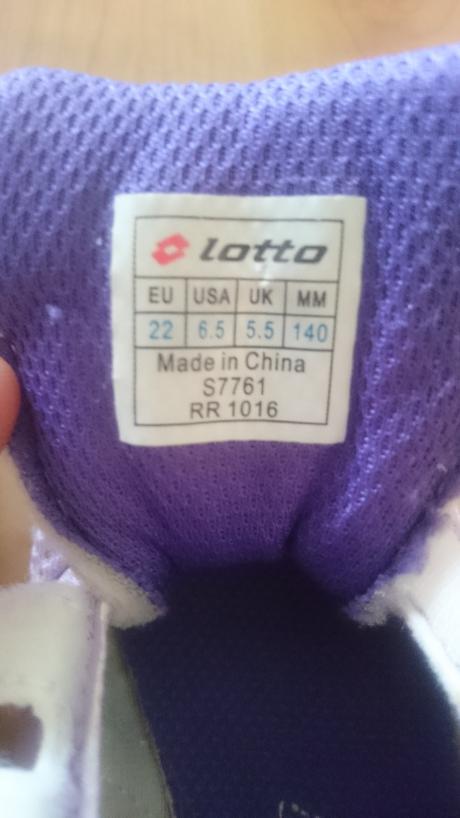 lotto
EU USA UK MM
22 6.5 5.5 140
Made in China
S7761
RR 1016